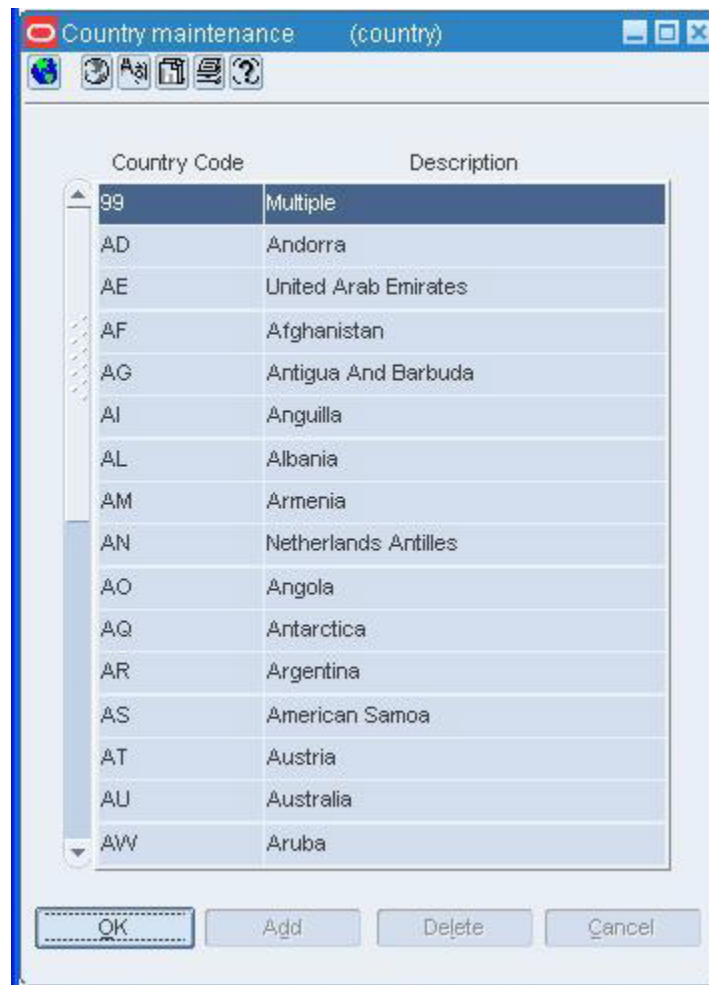 Country maintenance (country)
Country Code Description
99 Multiple
AD Andorra
AE United Arab Emirates
AF Afghanistan
AG Antigua And Barbuda
AI Anguilla
AL Albania
AM Armenia
AN Netherlands Antilles
AO Angola
AQ Antarctica
AR Argentina
AS American Samoa
AT Austria
AU Australia
AW Aruba
OK Add Delete Cancel